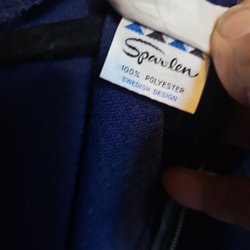 Sparlen
100% POLYESTER
SWEDISH DESIGN